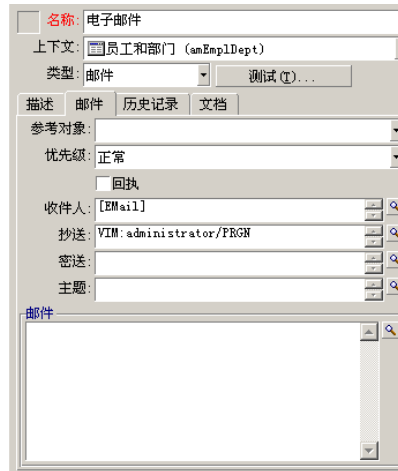 名称: 电子邮件
上下文: 员工和部门 (amEmplDept)
类型: 邮件 测试(T)...
描述 邮件 历史记录 文档
参考对象:
优先级: 正常
回执
收件人: [EMail]
抄送: VIM:administrator/PRGN
密送:
主题:
邮件